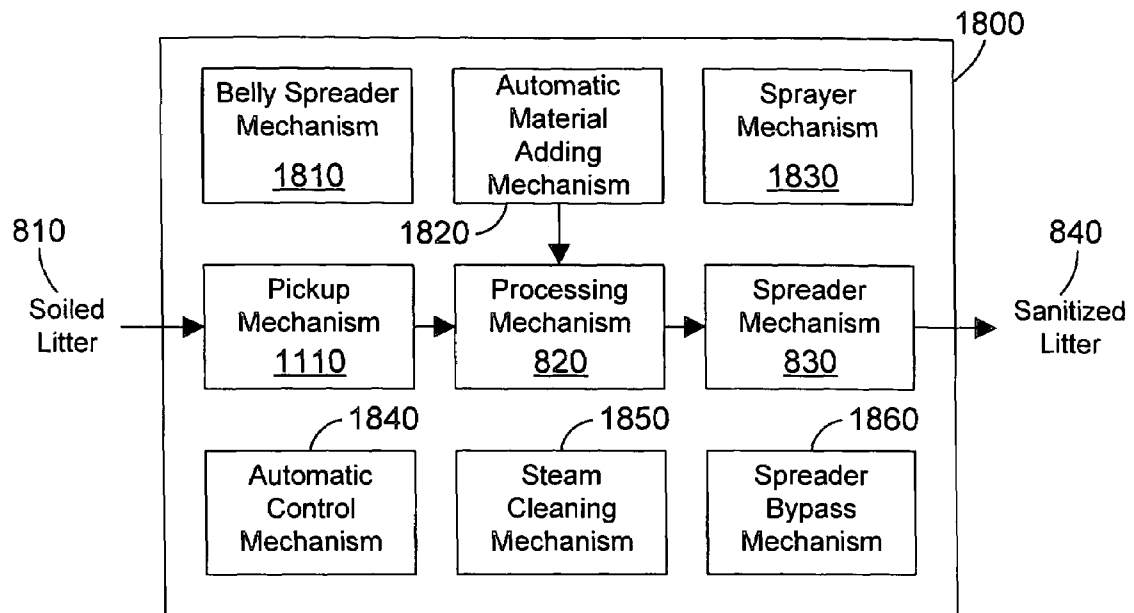 1800
Belly Spreader
Mechanism
1810
Automatic
Material
Adding
Mechanism
Sprayer
Mechanism
1830
1820
810
Soiled
Litter
Pickup
Mechanism
1110
Processing
Mechanism
820
Spreader
Mechanism
830
840
Sanitized
Litter
1840
Automatic
Control
Mechanism
1850
Steam
Cleaning
Mechanism
1860
Spreader
Bypass
Mechanism